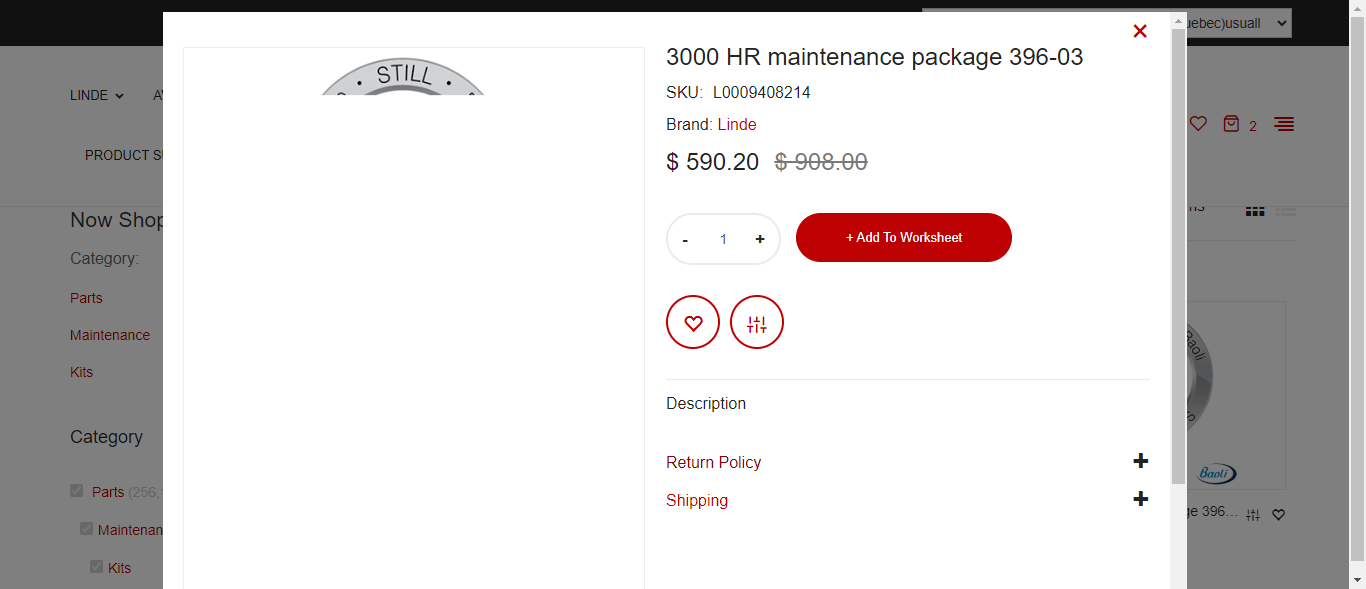 uebec)usuall
LINDE
PRODUCT
2
Now Shop
Category:
Parts
Maintenance
Kits
Category
Parts (256,
Maintenan
Kits
STILL
3000 HR maintenance package 396-03
SKU: L0009408214
Brand: Linde
$ 590.20 $ 908.00
- 1 +
+ Add To Worksheet
Description
Return Policy
Shipping
Baoli
Baoli
ge 396...